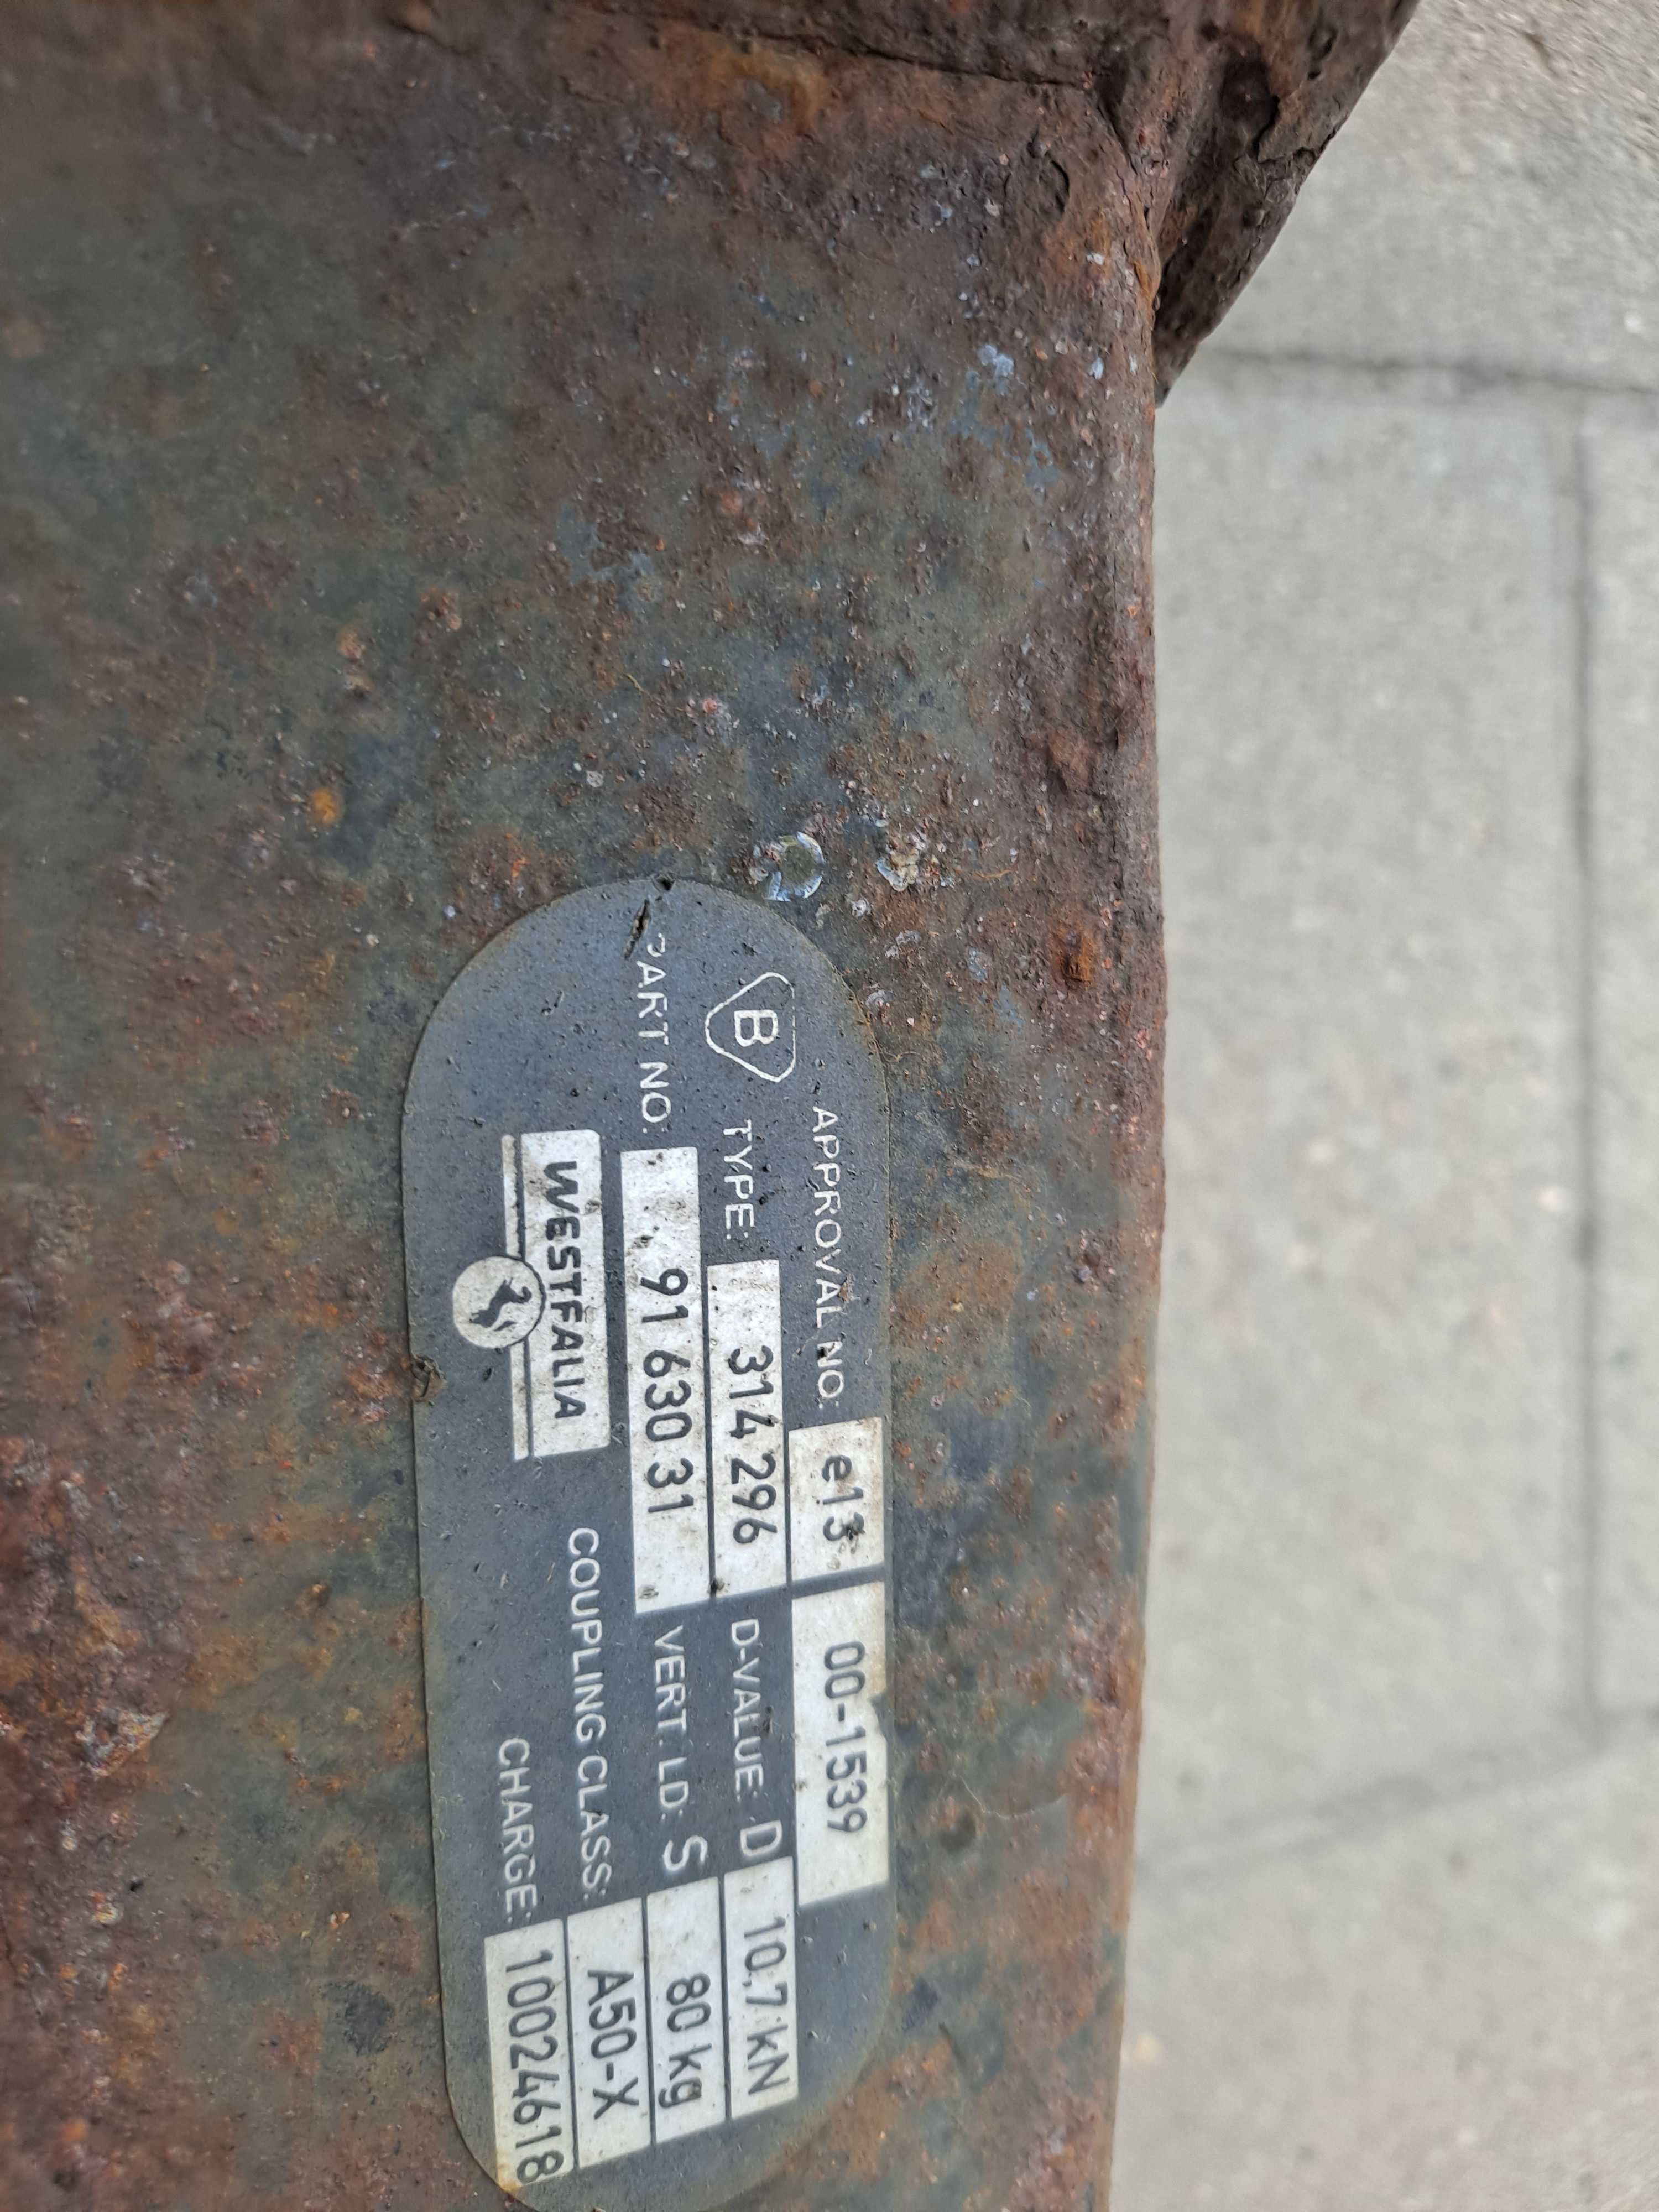 APPROVAL NO: e13 00-1539
B TYPE: 314 296 D-VALUE: D 10,7 kN
PART NO: 91 630 31 VERT. LD: S 80 kg
WESTFALIA COUPLING CLASS: A50-X
CHARGE: 10024618